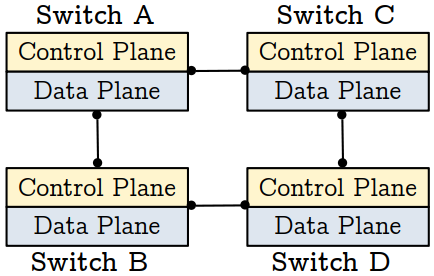 Switch A
Control Plane
Data Plane
Switch C
Control Plane
Data Plane
Control Plane
Data Plane
Switch B
Control Plane
Data Plane
Switch D